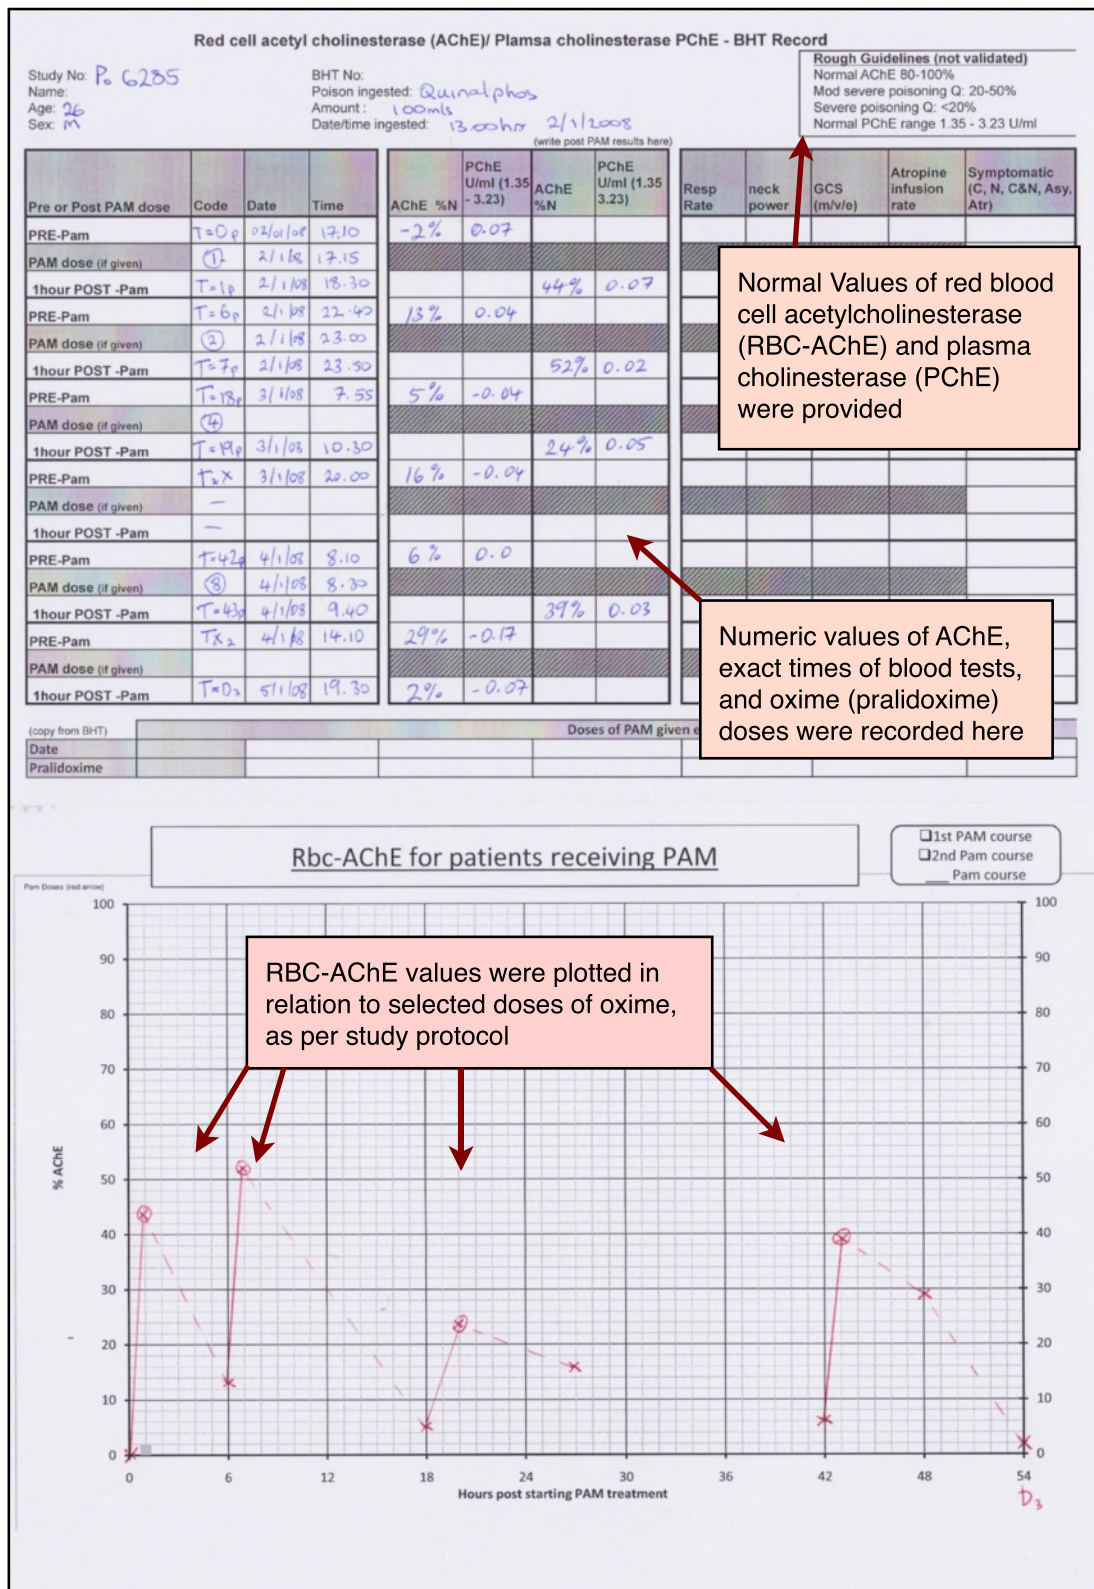 Red cell acetyl cholinesterase (AChE)/ Plamsa cholinesterase PChE - BHT Record
Study No: Po 6285
Name:
Age: 26
Sex: M
BHT No:
Poison ingested: Quinalphos
Amount : 100mls
Date/time ingested: 13.00hr 2/1/2008
Rough Guidelines (not validated)
Normal AChE 80-100%
Mod severe poisoning Q: 20-50%
Severe poisoning Q: <20%
Normal PChE range 1.35 - 3.23 U/ml
(write post PAM results here)
Pre or Post PAM dose Code Date Time AChE %N PChE U/ml (1.35 - 3.23) AChE %N PChE U/ml (1.35 3.23) Resp Rate neck power GCS (m/v/e) Atropine infusion rate Symptomatic (C, N, C&N, Asy, Atr)
PRE-Pam T=0p 02/01/08 17.10 -2% 0.07
PAM dose (if given) 1 2/1/8 17.15
1hour POST -Pam T=1p 2/1/08 18.30 44% 0.07
PRE-Pam T=6p 2/1/08 22.40 13% 0.04
PAM dose (if given) 2 2/1/08 23.00
1hour POST -Pam T=7p 2/1/08 23.50 52% 0.02
PRE-Pam T=18p 3/1/08 7.55 5% -0.04
PAM dose (if given) 4
1hour POST -Pam T=19p 3/1/08 10.30 24% 0.05
PRE-Pam TxX 3/1/08 20.00 16% -0.04
PAM dose (if given) —
1hour POST -Pam —
PRE-Pam T=42p 4/1/08 8.10 6% 0.0
PAM dose (if given) 8 4/1/08 8.30
1hour POST -Pam T=43p 4/1/08 9.40 39% 0.03
PRE-Pam Tx2 4/1/08 14.10 29% -0.17
PAM dose (if given)
1hour POST -Pam T=D3 5/1/08 19.30 2% -0.07
Normal Values of red blood
cell acetylcholinesterase
(RBC-AChE) and plasma
cholinesterase (PChE)
were provided
Numeric values of AChE,
exact times of blood tests,
and oxime (pralidoxime)
doses were recorded here
(copy from BHT) Doses of PAM given
Date
Pralidoxime
Rbc-AChE for patients receiving PAM
1st PAM course
2nd Pam course
___ Pam course
Pam Doses (red arrow)
RBC-AChE values were plotted in
relation to selected doses of oxime,
as per study protocol
100 100
90 90
80 80
70 70
60 60
50 50
40 40
30 30
20 20
10 10
0 0
% AChE
0 6 12 18 24 30 36 42 48 54
Hours post starting PAM treatment
D3